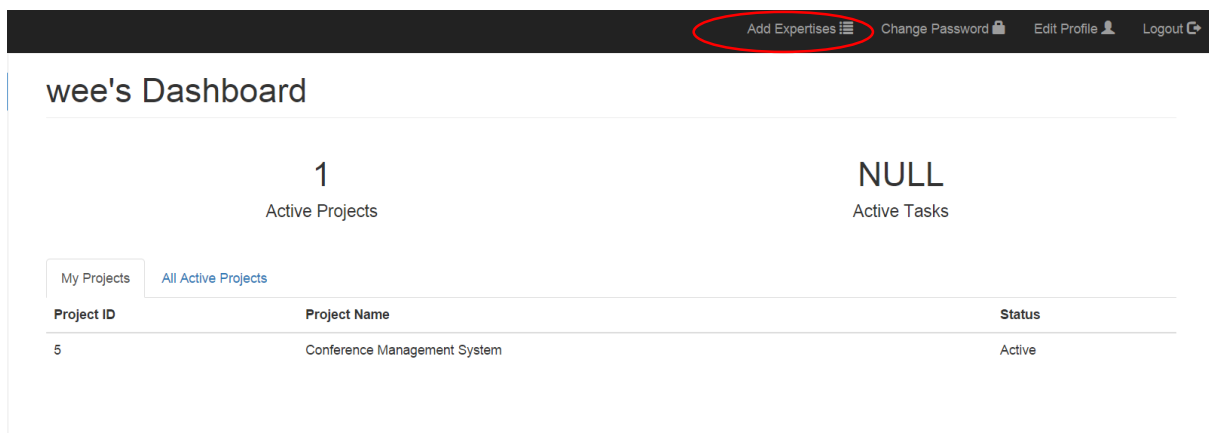 Add Expertises Change Password Edit Profile Logout
wee's Dashboard
1 NULL
Active Projects Active Tasks
My Projects All Active Projects
Project ID Project Name Status
5 Conference Management System Active